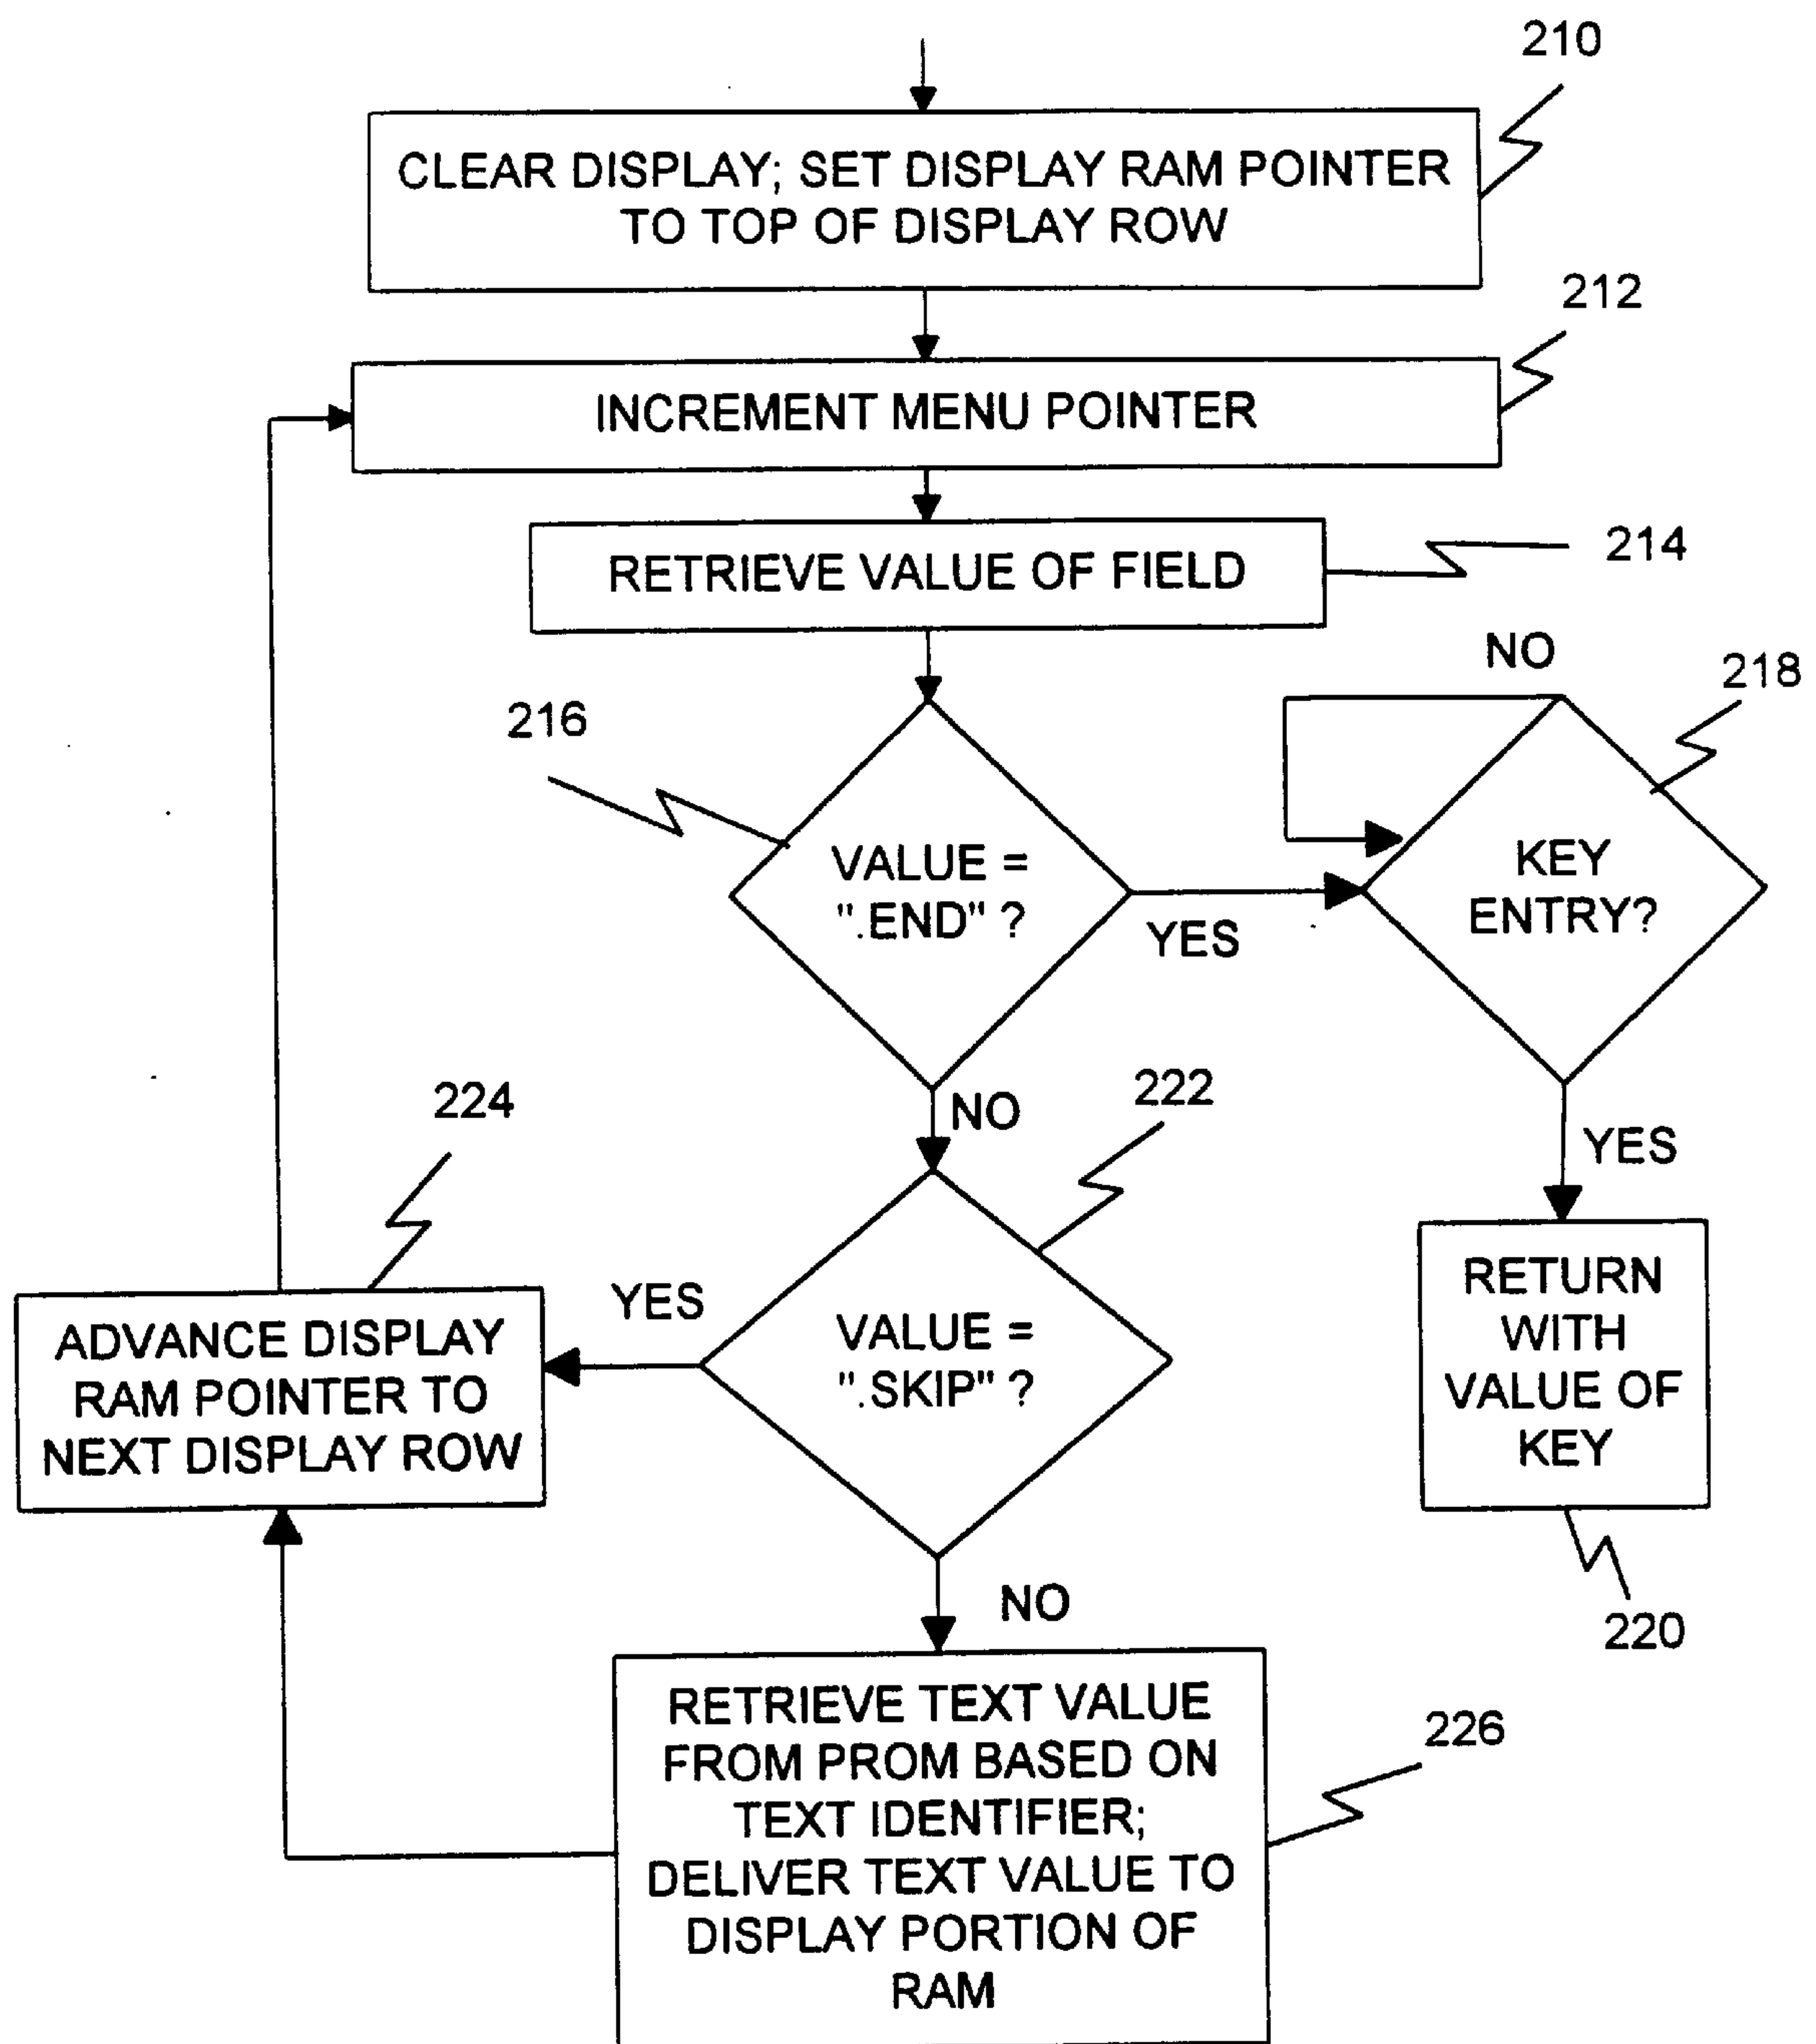 210
CLEAR DISPLAY; SET DISPLAY RAM POINTER
TO TOP OF DISPLAY ROW
212
INCREMENT MENU POINTER
214
RETRIEVE VALUE OF FIELD
NO
218
216
VALUE =
".END" ?
YES
KEY
ENTRY?
NO
222
224
YES
YES
VALUE =
".SKIP" ?
ADVANCE DISPLAY
RAM POINTER TO
NEXT DISPLAY ROW
RETURN
WITH
VALUE OF
KEY
NO
220
RETRIEVE TEXT VALUE
FROM PROM BASED ON
TEXT IDENTIFIER;
DELIVER TEXT VALUE TO
DISPLAY PORTION OF
RAM
226